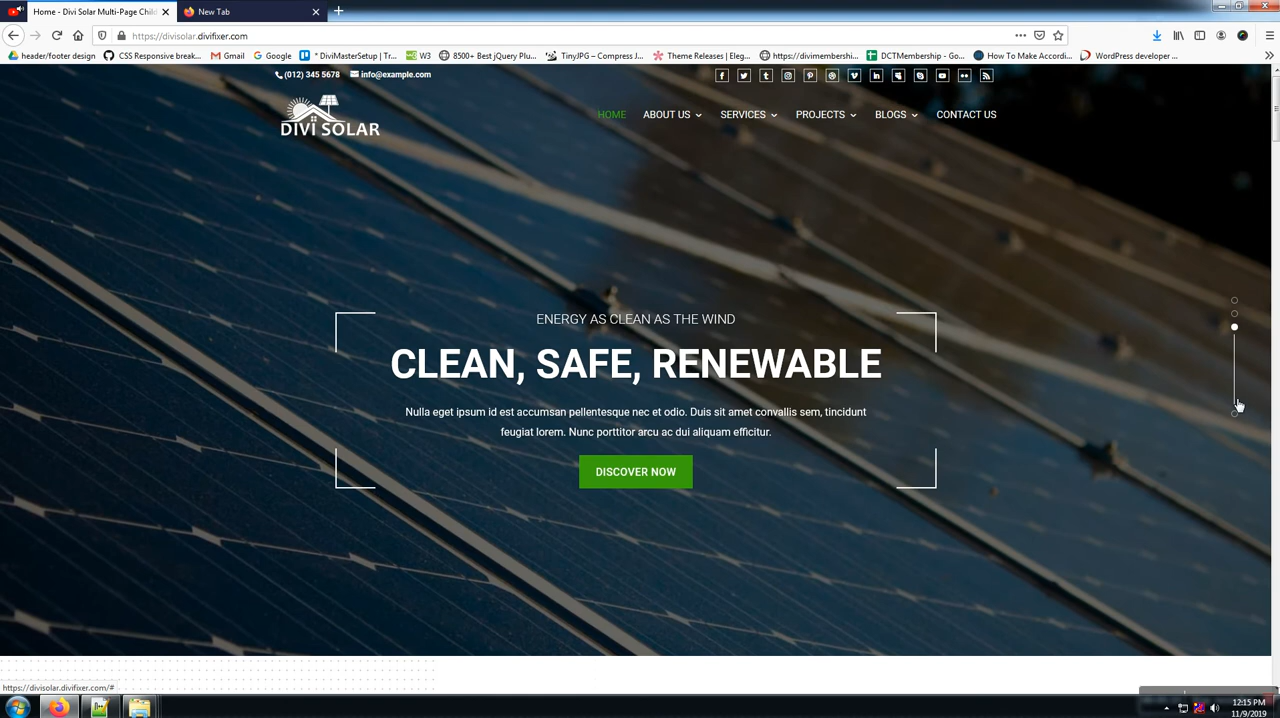 Home - Divi Solar Multi-Page Child
New Tab
https://divisolar.divifixer.com
header/footer design
CSS Responsive break...
Google
* DiviMasterSetup | Tr...
Gmail
W3
8500+ Best jQuery Plu...
TinyJPG – Compress J...
Theme Releases | Eleg...
https://divimembershi...
DCTMembership - Go...
How To Make Accordi...
WordPress developer ...
(012) 345 5678
info@example.com
DIVI SOLAR
HOME
ABOUT US
SERVICES
PROJECTS
BLOGS
CONTACT US
ENERGY AS CLEAN AS THE WIND
CLEAN, SAFE, RENEWABLE
Nulla eget ipsum id est accumsan pellentesque nec et odio. Duis sit amet convallis sem, tincidunt
feugiat lorem. Nunc porttitor arcu ac dui aliquam efficitur.
DISCOVER NOW
https://divisolar.divifixer.com/#
12:15 PM
11/9/2019